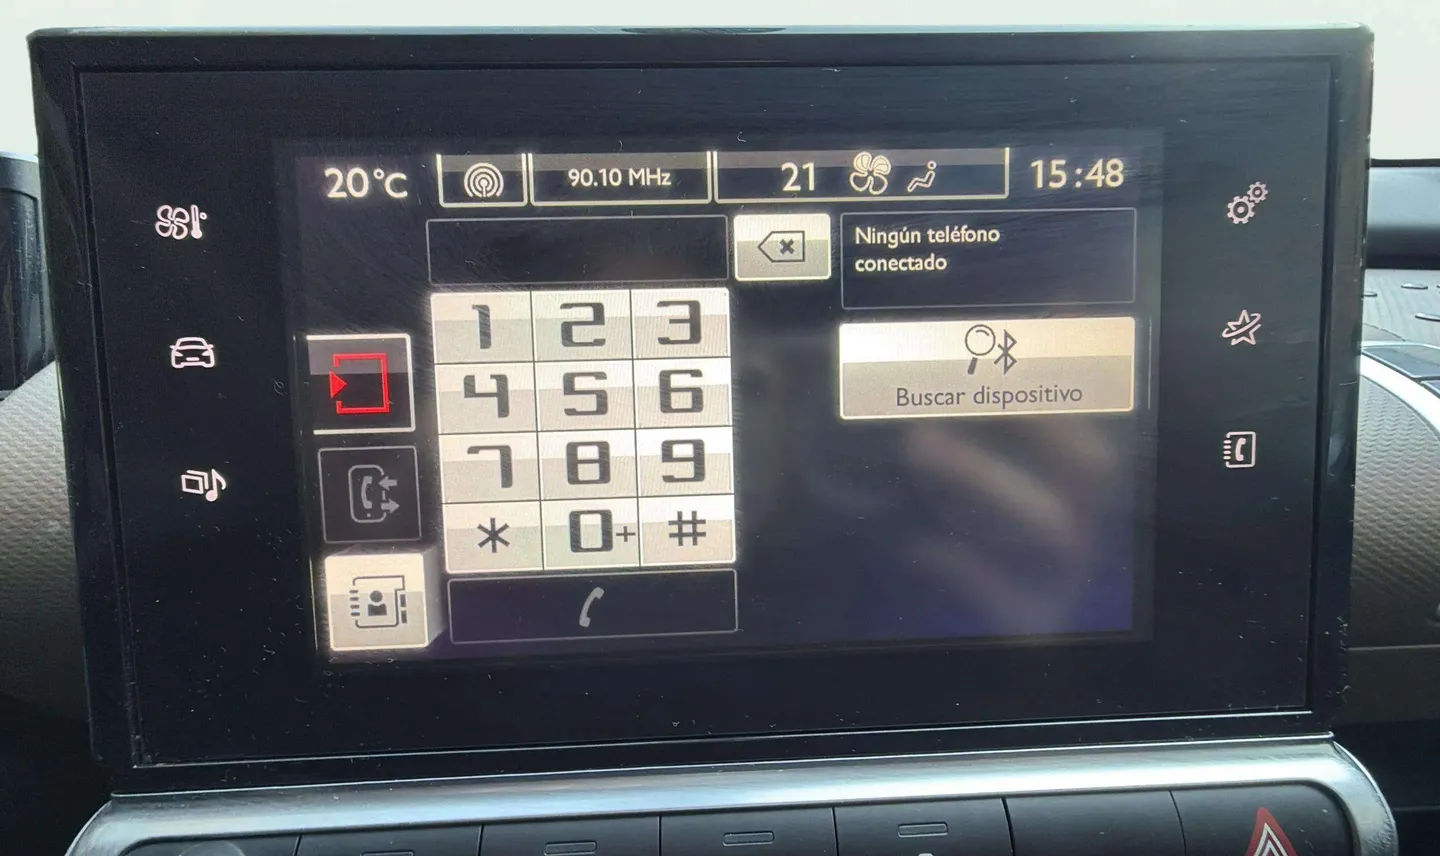 20°C
90.10 MHz
21
15:48
Ningún teléfono
conectado
1 2 3
4 5 6
7 8 9
* 0+ #
Buscar dispositivo